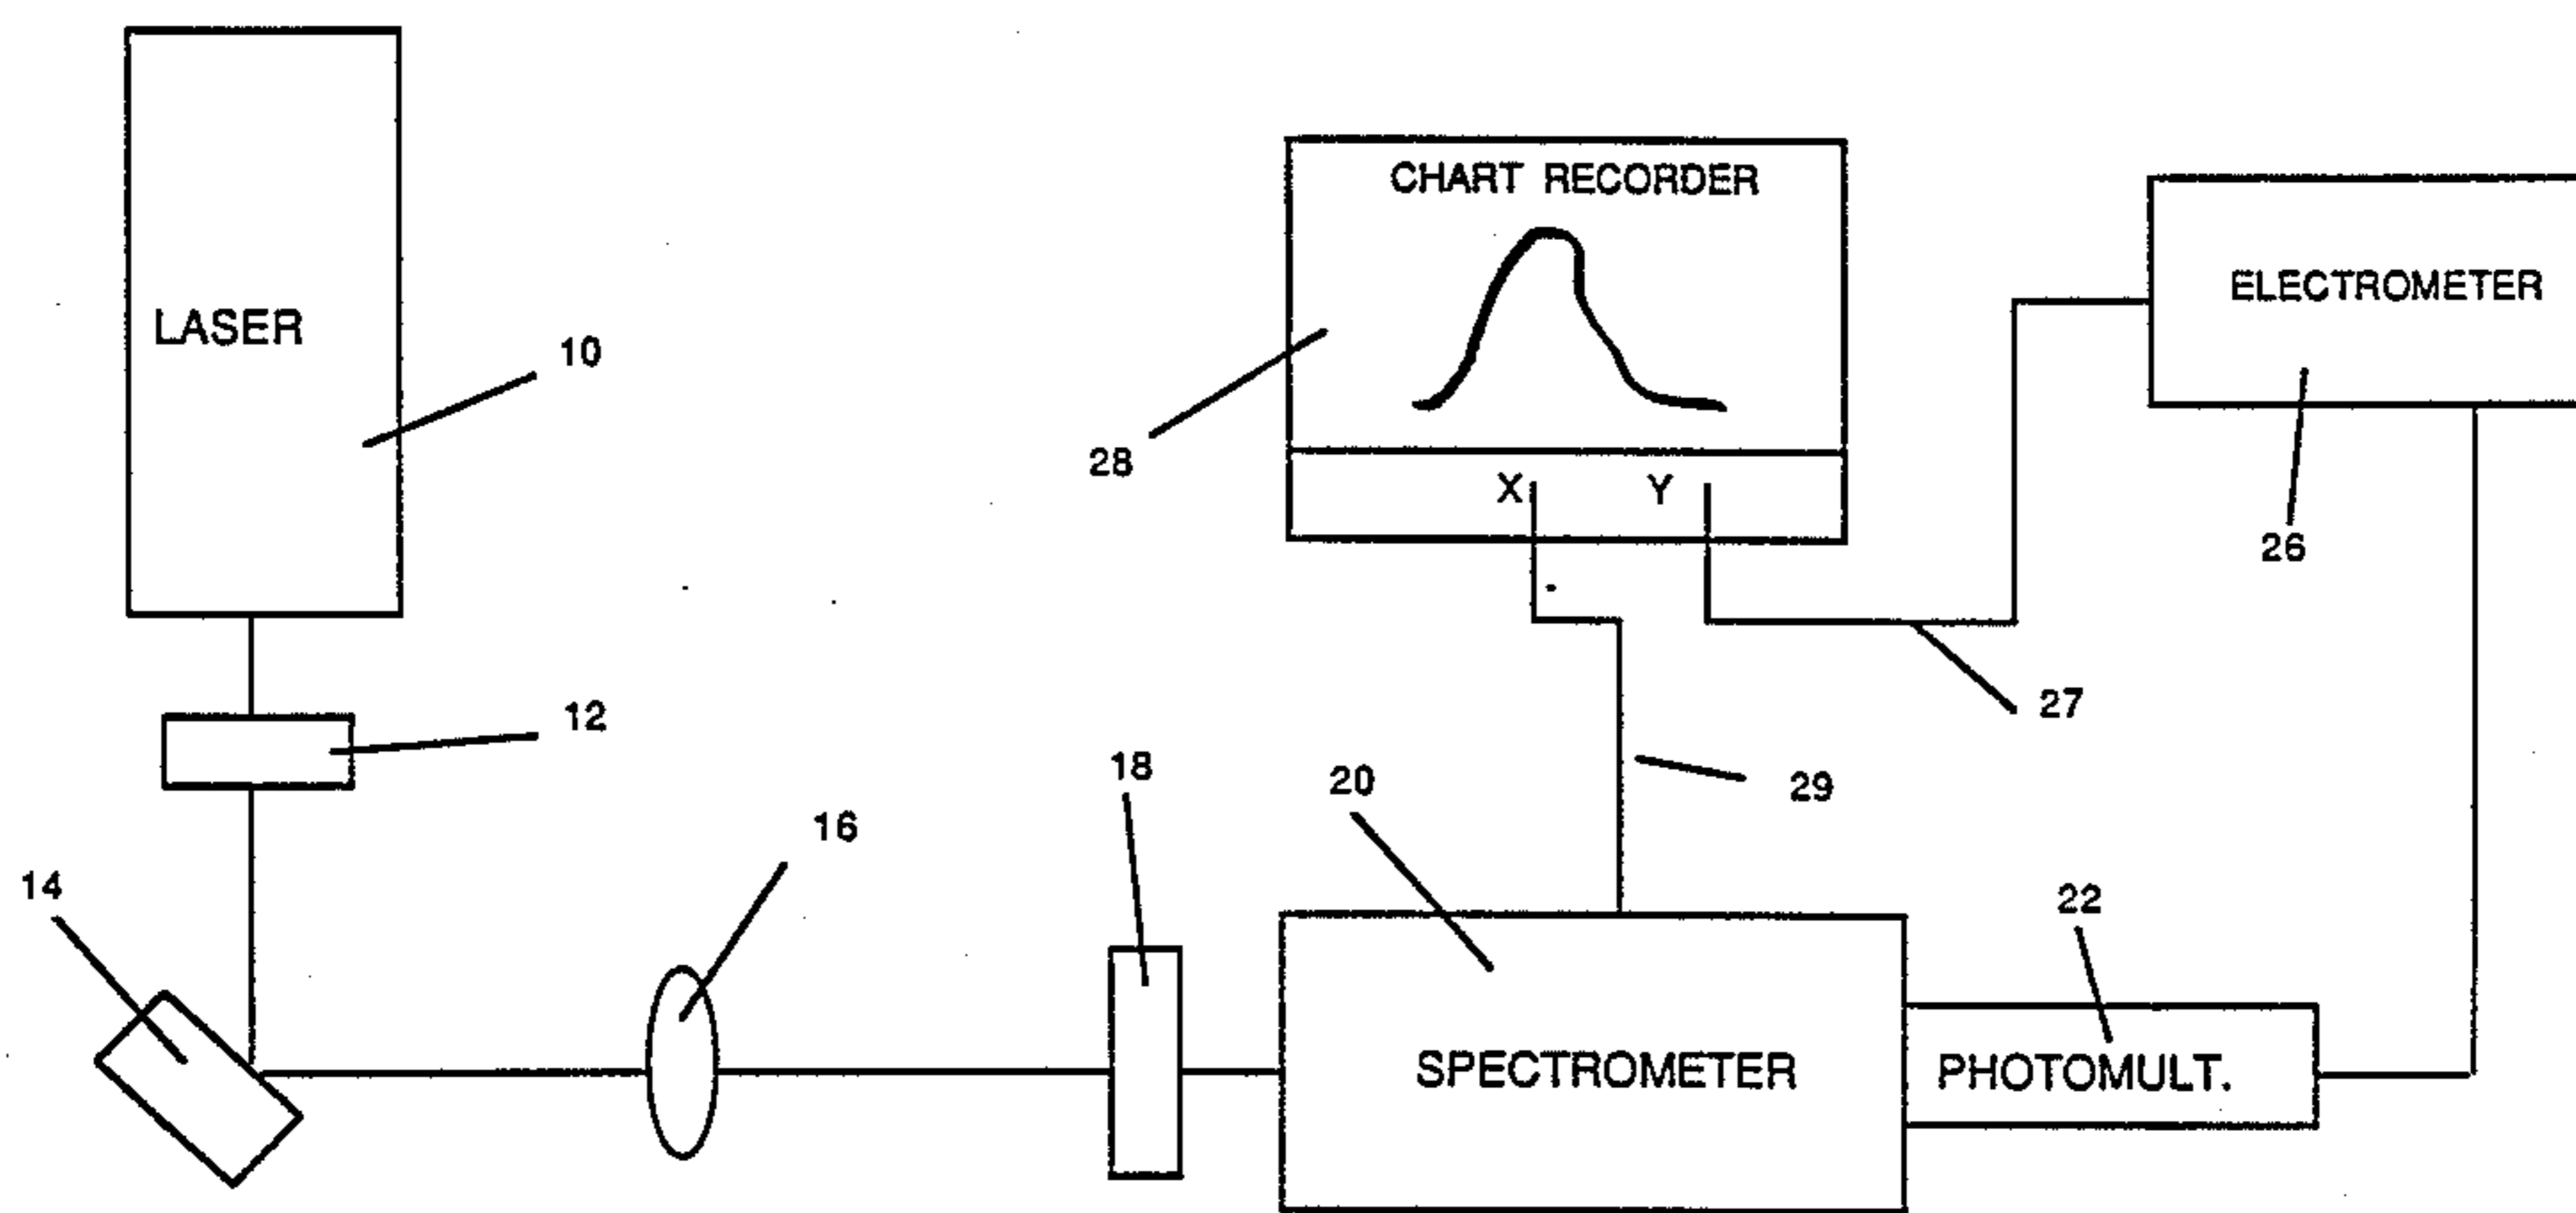 LASER
10
12
14
16
18
20
CHART RECORDER
X Y
28
29
27
ELECTROMETER
26
22
SPECTROMETER
PHOTOMULT.